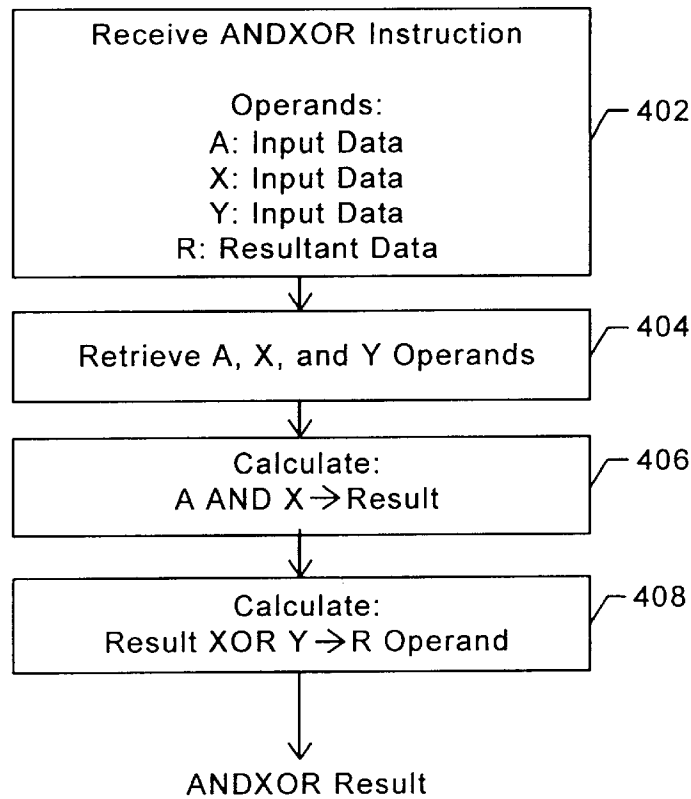 Receive ANDXOR Instruction
Operands:
A: Input Data
X: Input Data
Y: Input Data
R: Resultant Data
402
Retrieve A, X, and Y Operands
404
Calculate:
A AND X → Result
406
Calculate:
Result XOR Y → R Operand
408
ANDXOR Result